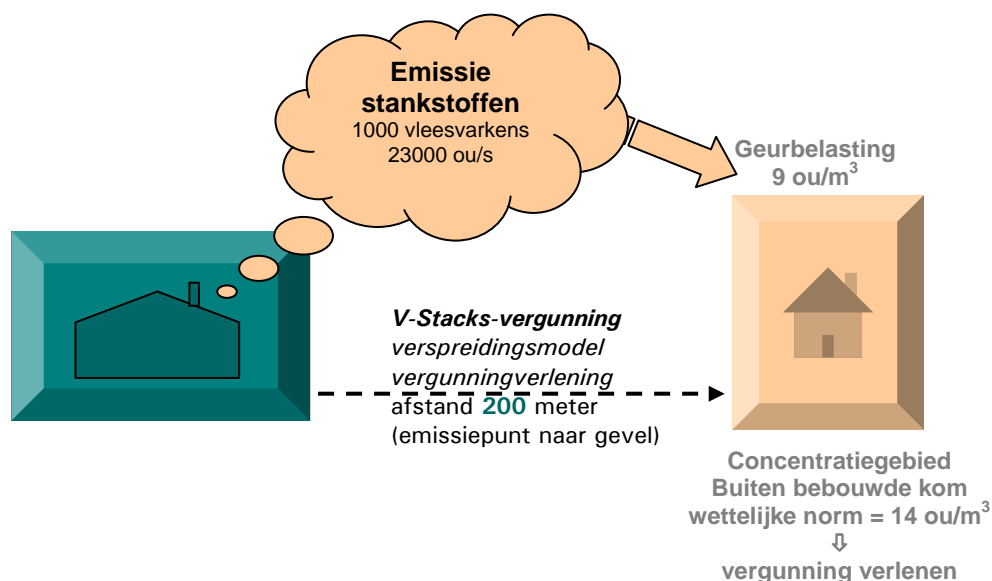 Emissie
stankstoffen
1000 vleesvarkens
23000 ou/s
Geurbelasting
9 ou/m³
V-Stacks-vergunning
verspreidingsmodel
vergunningverlening
afstand 200 meter
(emissiepunt naar gevel)
Concentratiegebied
Buiten bebouwde kom
wettelijke norm = 14 ou/m³
⇩
vergunning verlenen